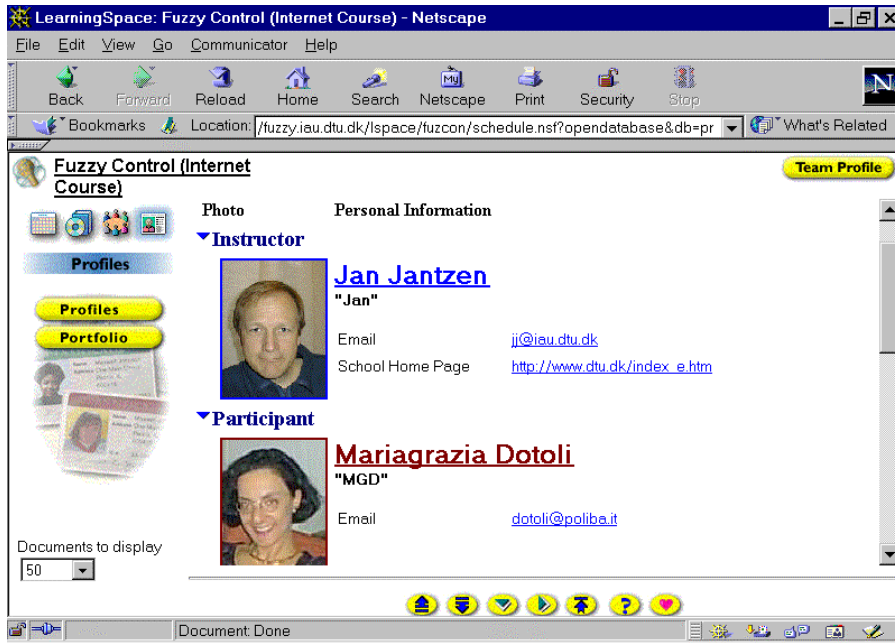 LearningSpace: Fuzzy Control (Internet Course) - Netscape
File Edit View Go Communicator Help
Back Forward Reload Home Search Netscape Print Security Stop
My
N
Bookmarks Location: /fuzzy.iau.dtu.dk/lspace/fuzcon/schedule.nsf?opendatabase&db=pr What's Related
Fuzzy Control (Internet
Course)
Team Profile
Photo Personal Information
Instructor
Profiles
Jan Jantzen
"Jan"
Profiles
Email jj@iau.dtu.dk
Portfolio
School Home Page http://www.dtu.dk/index_e.htm
Participant
Mariagrazia Dotoli
"MGD"
Email dotoli@poliba.it
Documents to display
50
?
Document: Done